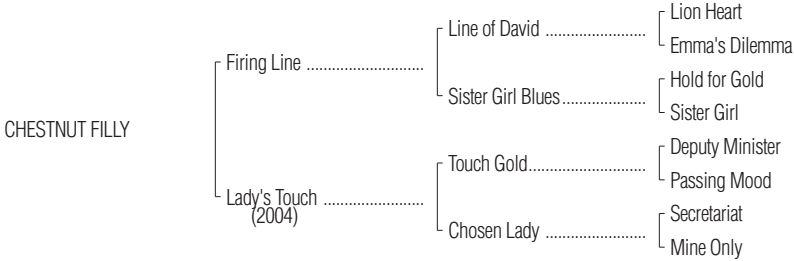 Lion Heart
Line of David ........................
Emma's Dilemma
Firing Line ............................
Hold for Gold
Sister Girl Blues....................
Sister Girl
CHESTNUT FILLY
Deputy Minister
Touch Gold............................
Passing Mood
Lady's Touch ........................
(2004)
Secretariat
Chosen Lady ........................
Mine Only